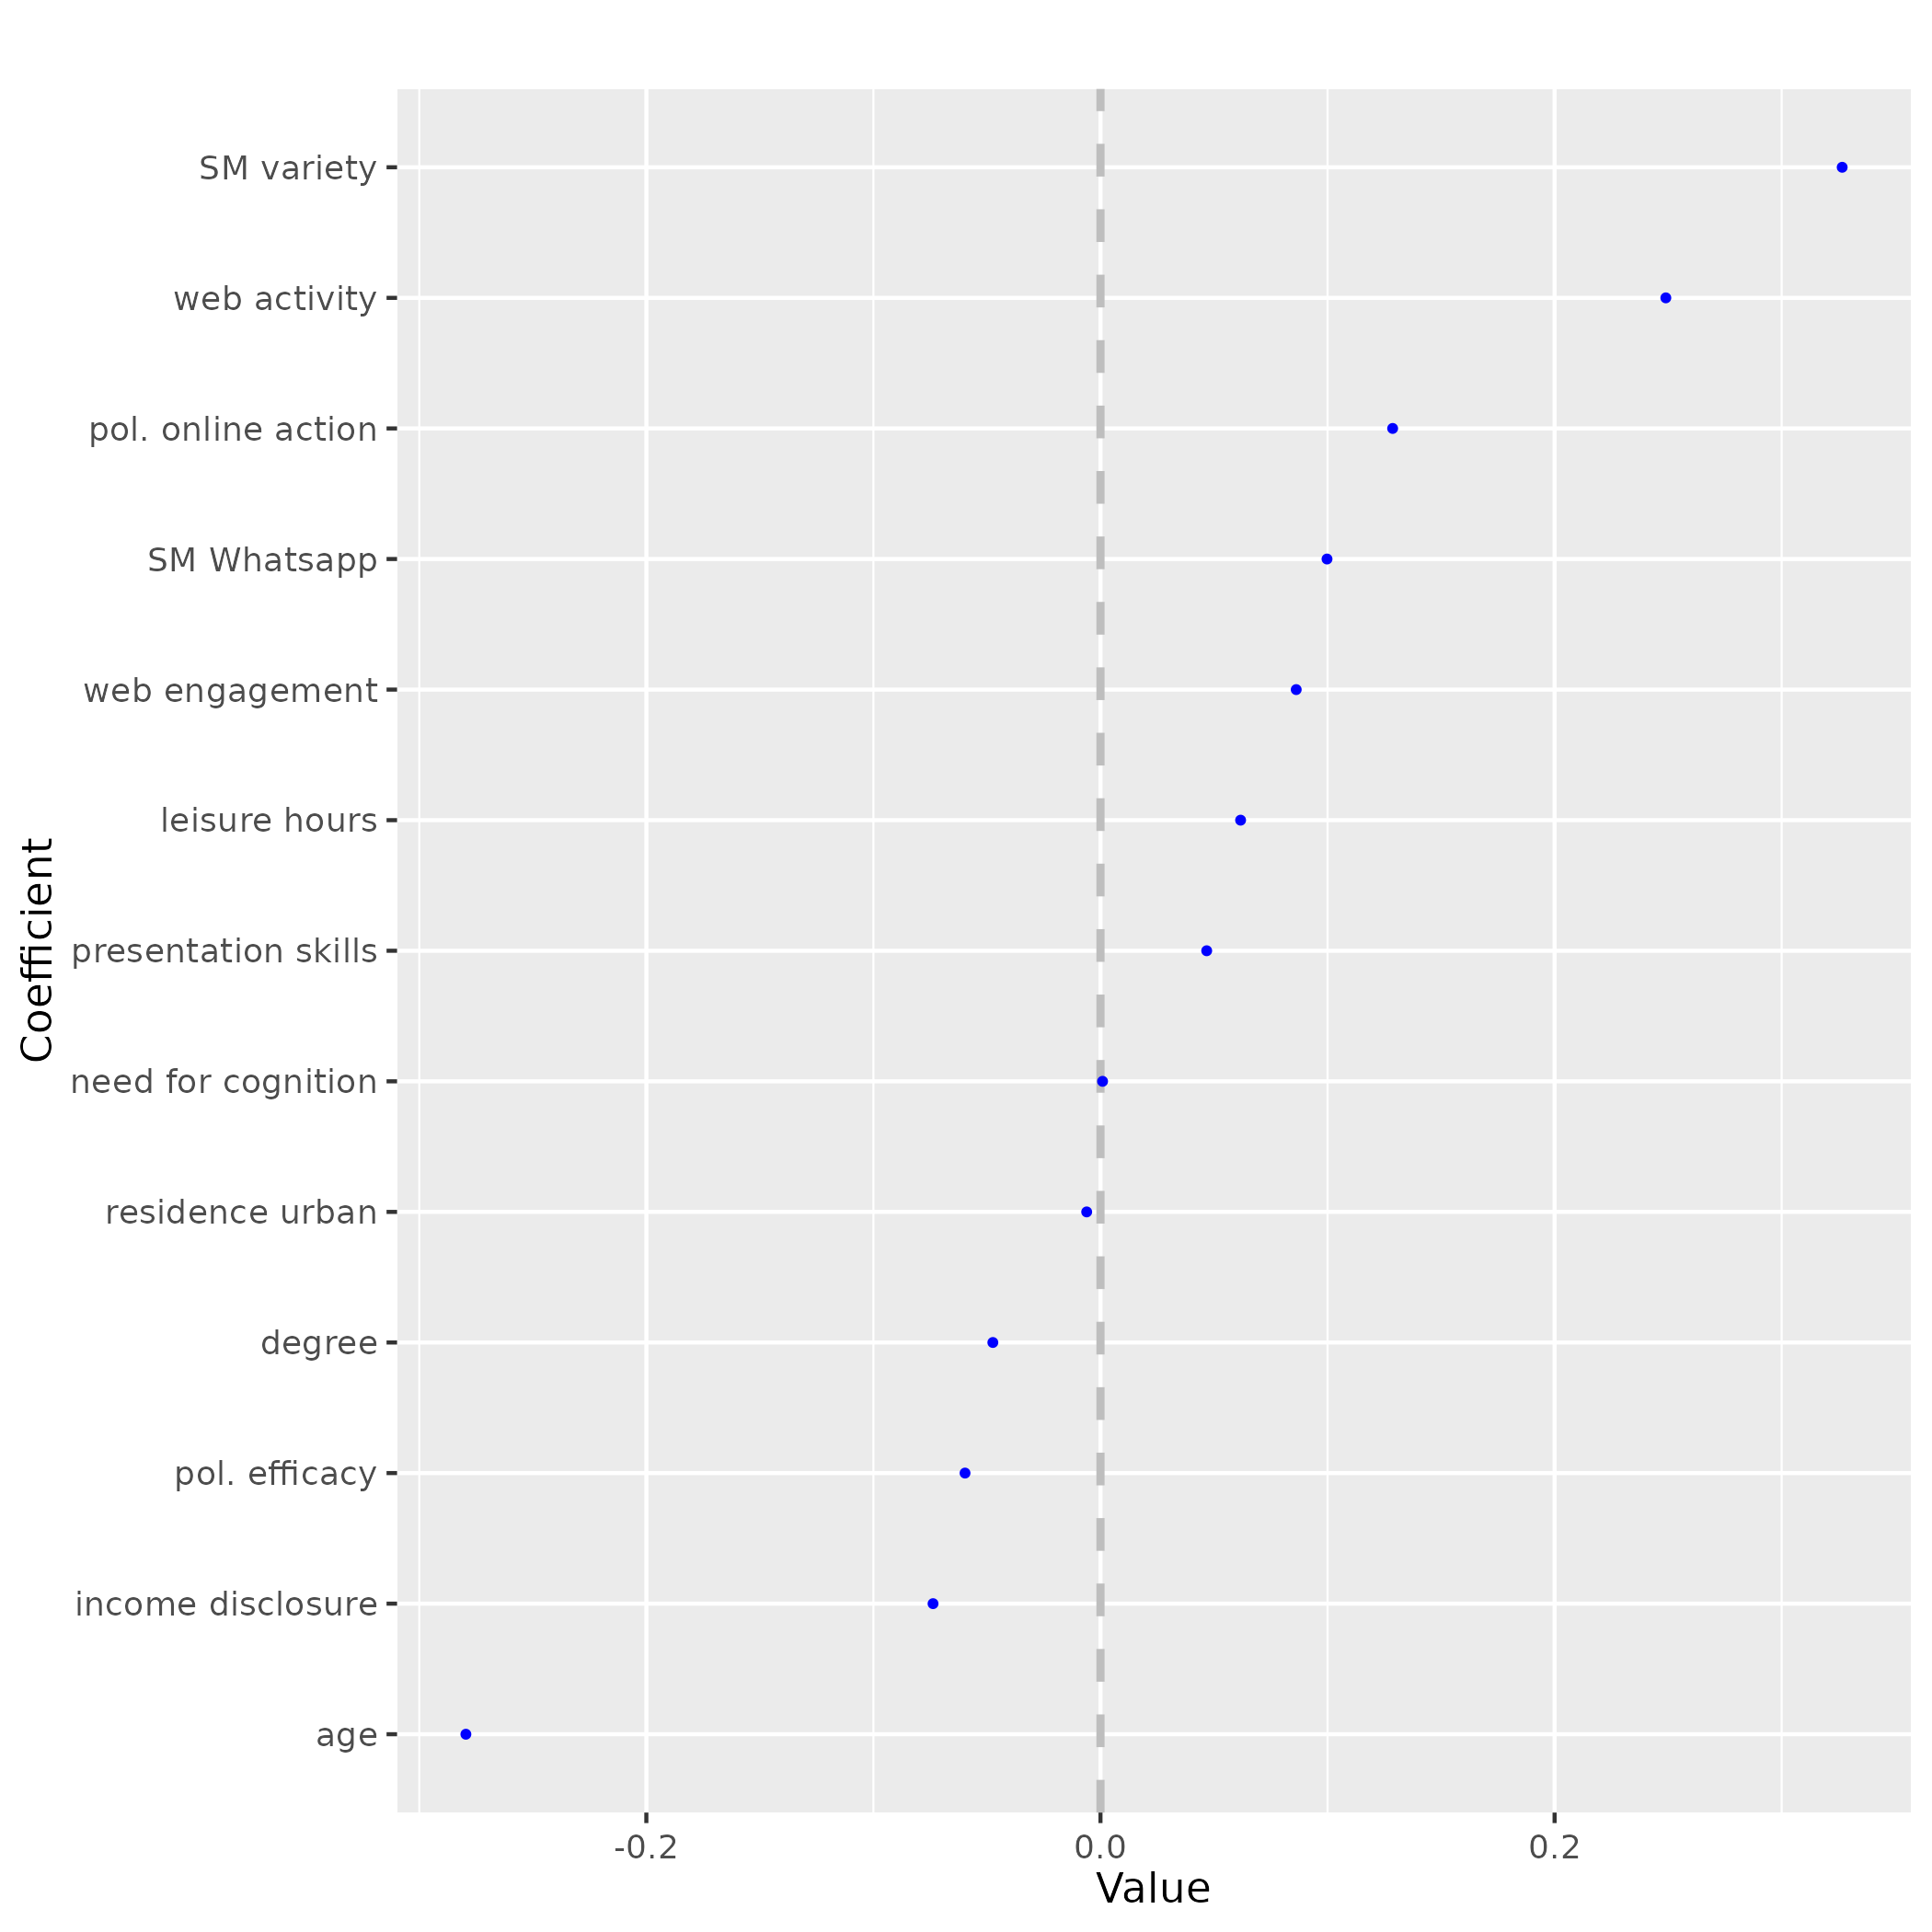 SM variety
web activity
pol. online action
SM Whatsapp
web engagement
leisure hours
presentation skills
need for cognition
residence urban
degree
pol. efficacy
income disclosure
age
Coefficient
-0.2
0.0
0.2
Value